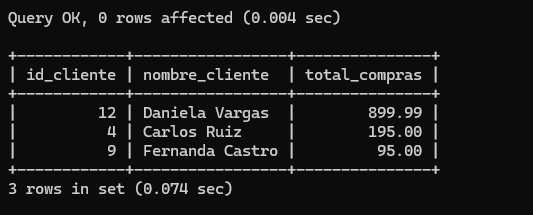 Query OK, 0 rows affected (0.004 sec)

+------------+-----------------+---------------+
| id_cliente | nombre_cliente  | total_compras |
+------------+-----------------+---------------+
|         12 | Daniela Vargas  |        899.99 |
|          4 | Carlos Ruiz     |        195.00 |
|          9 | Fernanda Castro |         95.00 |
+------------+-----------------+---------------+
3 rows in set (0.074 sec)